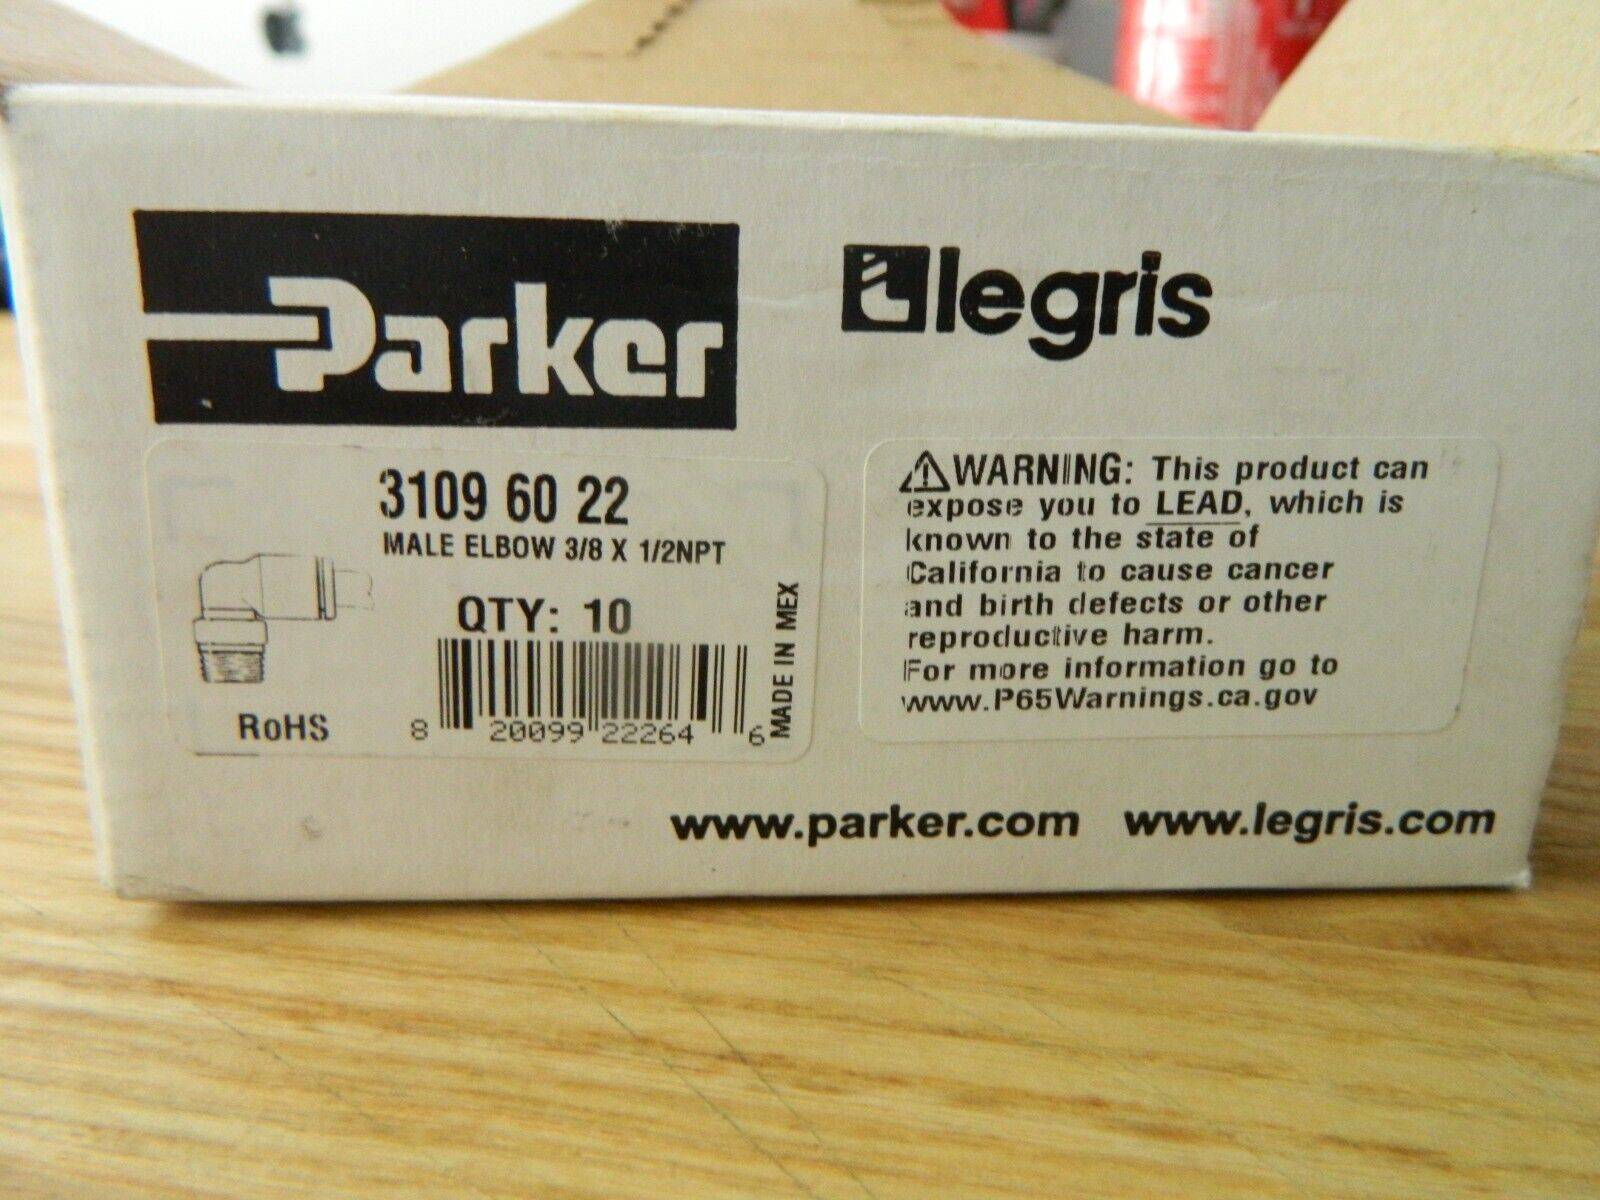 Parker
legris
3109 60 22
MALE ELBOW 3/8 X 1/2NPT
QTY: 10
RoHS
8 20099 22264 6
MADE IN MEX
WARNING: This product can
expose you to LEAD, which is
known to the state of
California to cause cancer
and birth defects or other
reproductive harm.
For more information go to
www.P65Warnings.ca.gov
www.parker.com www.legris.com